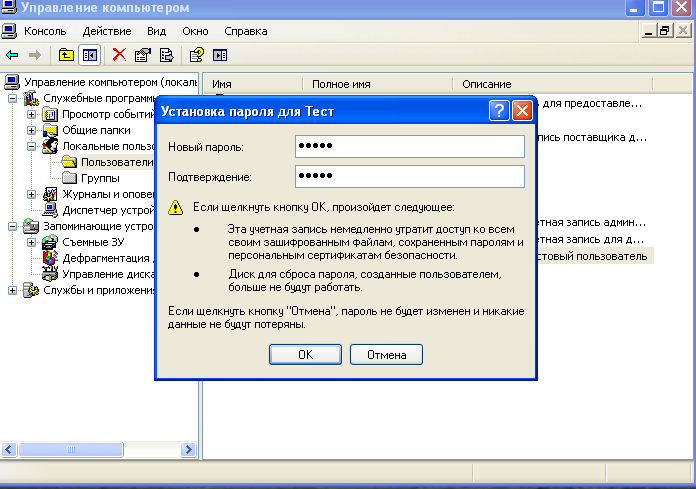 Управление компьютером
Консоль Действие Вид Окно Справка
Управление компьютером (локаль
Служебные программы
Просмотр событий
Общие папки
Локальные пользо
Пользователи
Группы
Журналы и опове
Диспетчер устрой
Запоминающие устро
Съемные ЗУ
Дефрагментация
Управление диска
Службы и приложения
Имя Полное имя Описание
для предоставле...
пись поставщика д...
етная запись админ...
етная запись для д...
стовый пользователь
Установка пароля для Тест
Новый пароль: •••••
Подтверждение: •••••
Если щелкнуть кнопку ОК, произойдет следующее:
• Эта учетная запись немедленно утратит доступ ко всем
своим зашифрованным файлам, сохраненным паролям и
персональным сертификатам безопасности.
• Диск для сброса пароля, созданные пользователем,
больше не будут работать.
Если щелкнуть кнопку "Отмена", пароль не будет изменен и никакие
данные не будут потеряны.
ОК Отмена